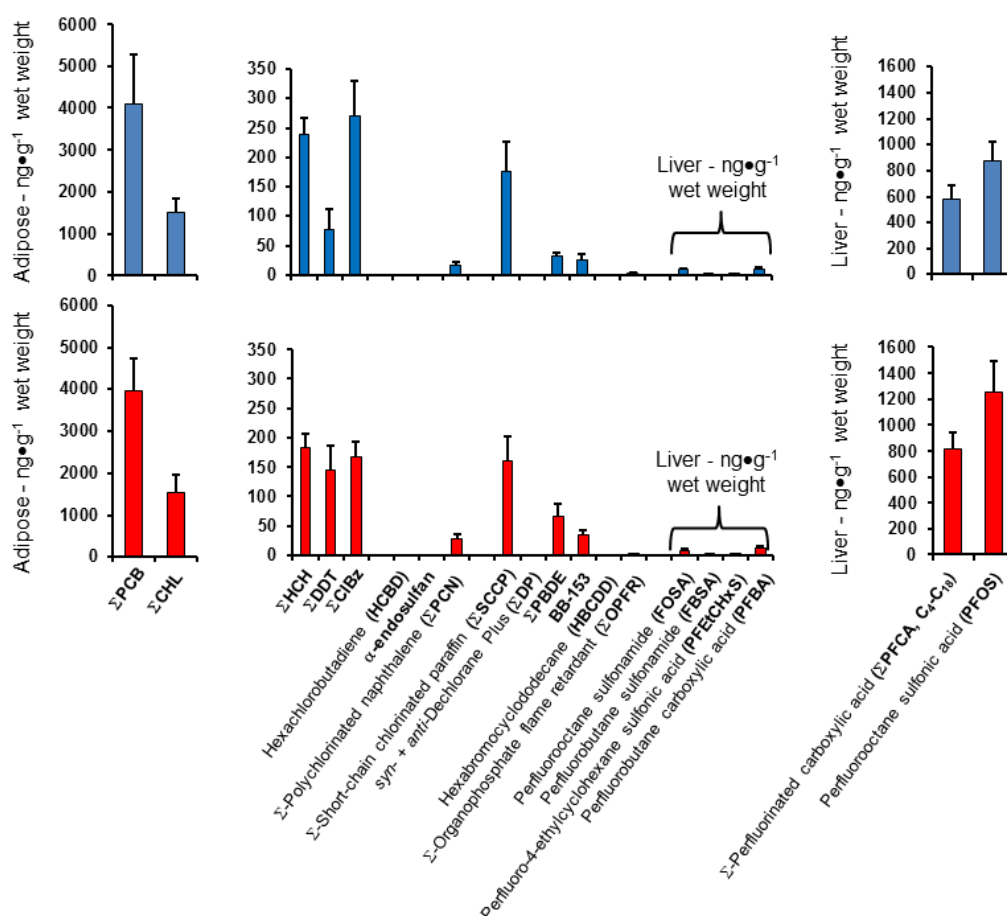 Adipose - ng●g⁻¹ wet weight
6000
5000
4000
3000
2000
1000
0
350
300
250
200
150
100
50
0
Liver - ng●g⁻¹
wet weight
Liver - ng●g⁻¹ wet weight
1600
1400
1200
1000
800
600
400
200
0
Adipose - ng●g⁻¹ wet weight
6000
5000
4000
3000
2000
1000
0
350
300
250
200
150
100
50
0
Liver - ng●g⁻¹
wet weight
Liver - ng●g⁻¹ wet weight
1600
1400
1200
1000
800
600
400
200
0
ΣPCB
ΣCHL
ΣHCH
ΣDDT
ΣClBz
Hexachlorobutadiene (HCBD)
α-endosulfan
Σ-Polychlorinated naphthalene (ΣPCN)
Σ-Short-chain chlorinated paraffin (ΣSCCP)
syn- + anti-Dechlorane Plus (ΣDP)
ΣPBDE
BB-153
Hexabromocyclododecane (HBCDD)
Σ-Organophosphate flame retardant (ΣOPFR)
Perfluorooctane sulfonamide (FOSA)
Perfluorobutane sulfonamide (FBSA)
Perfluoro-4-ethylcyclohexane sulfonic acid (PFEtCHxS)
Perfluorobutane carboxylic acid (PFBA)
Σ-Perfluorinated carboxylic acid (ΣPFCA, C₄-C₁₈)
Perfluorooctane sulfonic acid (PFOS)